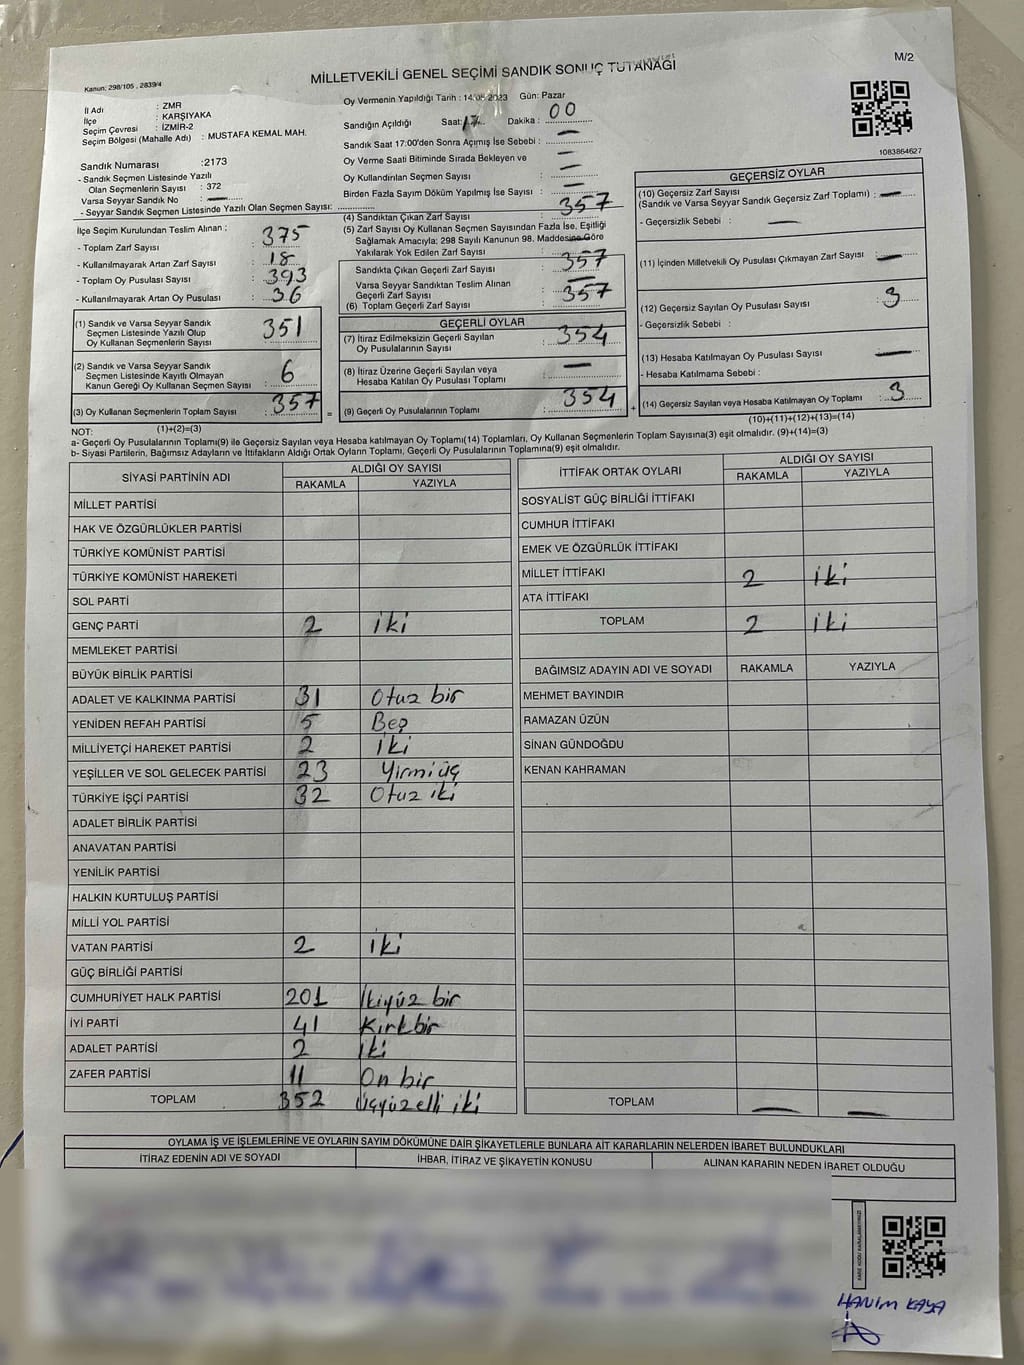 M/2
MİLLETVEKİLİ GENEL SEÇİMİ SANDIK SONUÇ TUTANAĞI
Kanun: 298/105 , 2839/4
İl Adı : ZMR
İlçe : KARŞIYAKA
Seçim Çevresi : İZMİR-2
Seçim Bölgesi (Mahalle Adı) : MUSTAFA KEMAL MAH.
Oy Vermenin Yapıldığı Tarih : 14/05/2023 Gün: Pazar
Sandığın Açıldığı Saat: 17 Dakika : 00
Sandık Saat 17:00'den Sonra Açımış İse Sebebi : —
Oy Verme Saati Bitiminde Sırada Bekleyen ve
Oy Kullandırılan Seçmen Sayısı : —
Birden Fazla Sayım Döküm Yapılmış İse Sayısı : —
1083864627
Sandık Numarası :2173
- Sandık Seçmen Listesinde Yazılı
Olan Seçmenlerin Sayısı : 372
Varsa Seyyar Sandık No : —
- Seyyar Sandık Seçmen Listesinde Yazılı Olan Seçmen Sayısı:
İlçe Seçim Kurulundan Teslim Alınan :
- Toplam Zarf Sayısı : 375
- Kullanılmayarak Artan Zarf Sayısı : 18
- Toplam Oy Pusulası Sayısı : 393
- Kullanılmayarak Artan Oy Pusulası : 36
(1) Sandık ve Varsa Seyyar Sandık
Seçmen Listesinde Yazılı Olup
Oy Kullanan Seçmenlerin Sayısı : 351
(2) Sandık ve Varsa Seyyar Sandık
Seçmen Listesinde Kayıtlı Olmayan
Kanun Gereği Oy Kullanan Seçmen Sayısı : 6
(3) Oy Kullanan Seçmenlerin Toplam Sayısı : 357
(1)+(2)=(3)
(4) Sandıktan Çıkan Zarf Sayısı : 357
(5) Zarf Sayısı Oy Kullanan Seçmen Sayısından Fazla İse, Eşitliği
Sağlamak Amacıyla; 298 Sayılı Kanunun 98. Maddesine Göre
Yakılarak Yok Edilen Zarf Sayısı : —
Sandıkta Çıkan Geçerli Zarf Sayısı : 357
Varsa Seyyar Sandıktan Teslim Alınan
Geçerli Zarf Sayısı : —
(6) Toplam Geçerli Zarf Sayısı : 357
GEÇERLİ OYLAR
(7) İtiraz Edilmeksizin Geçerli Sayılan
Oy Pusulalarının Sayısı : 354
(8) İtiraz Üzerine Geçerli Sayılan veya
Hesaba Katılan Oy Pusulası Toplamı : —
= (9) Geçerli Oy Pusulalarının Toplamı : 354 +
GEÇERSİZ OYLAR
(10) Geçersiz Zarf Sayısı
(Sandık ve Varsa Seyyar Sandık Geçersiz Zarf Toplamı) : —
- Geçersizlik Sebebi : —
(11) İçinden Milletvekili Oy Pusulası Çıkmayan Zarf Sayısı : —
(12) Geçersiz Sayılan Oy Pusulası Sayısı : 3
- Geçersizlik Sebebi :
(13) Hesaba Katılmayan Oy Pusulası Sayısı : —
- Hesaba Katılmama Sebebi :
(14) Geçersiz Sayılan veya Hesaba Katılmayan Oy Toplamı : 3
(10)+(11)+(12)+(13)=(14)
NOT:
a- Geçerli Oy Pusulalarının Toplamı(9) ile Geçersiz Sayılan veya Hesaba katılmayan Oy Toplamı(14) Toplamları, Oy Kullanan Seçmenlerin Toplam Sayısına(3) eşit olmalıdır. (9)+(14)=(3)
b- Siyasi Partilerin, Bağımsız Adayların ve İttifakların Aldığı Ortak Oyların Toplamı, Geçerli Oy Pusulalarının Toplamına(9) eşit olmalıdır.
SİYASİ PARTİNİN ADI ALDIĞI OY SAYISI
RAKAMLA YAZIYLA
MİLLET PARTİSİ
HAK VE ÖZGÜRLÜKLER PARTİSİ
TÜRKİYE KOMÜNİST PARTİSİ
TÜRKİYE KOMÜNİST HAREKETİ
SOL PARTİ
GENÇ PARTİ 2 iki
MEMLEKET PARTİSİ
BÜYÜK BİRLİK PARTİSİ
ADALET VE KALKINMA PARTİSİ 31 Otuz bir
YENİDEN REFAH PARTİSİ 5 Beş
MİLLİYETÇİ HAREKET PARTİSİ 2 iki
YEŞİLLER VE SOL GELECEK PARTİSİ 23 Yirmiüç
TÜRKİYE İŞÇİ PARTİSİ 32 Otuz iki
ADALET BİRLİK PARTİSİ
ANAVATAN PARTİSİ
YENİLİK PARTİSİ
HALKIN KURTULUŞ PARTİSİ
MİLLİ YOL PARTİSİ
VATAN PARTİSİ 2 iki
GÜÇ BİRLİĞİ PARTİSİ
CUMHURİYET HALK PARTİSİ 201 İkiyüz bir
İYİ PARTİ 41 Kırkbir
ADALET PARTİSİ 2 iki
ZAFER PARTİSİ 11 On bir
TOPLAM 352 Üçyüzelli iki
İTTİFAK ORTAK OYLARI ALDIĞI OY SAYISI
RAKAMLA YAZIYLA
SOSYALİST GÜÇ BİRLİĞİ İTTİFAKI
CUMHUR İTTİFAKI
EMEK VE ÖZGÜRLÜK İTTİFAKI
MİLLET İTTİFAKI 2 iki
ATA İTTİFAKI
TOPLAM 2 iki
BAĞIMSIZ ADAYIN ADI VE SOYADI RAKAMLA YAZIYLA
MEHMET BAYINDIR
RAMAZAN ÜZÜN
SİNAN GÜNDOĞDU
KENAN KAHRAMAN
TOPLAM — —
OYLAMA İŞ VE İŞLEMLERİNE VE OYLARIN SAYIM DÖKÜMÜNE DAİR ŞİKAYETLERLE BUNLARA AİT KARARLARIN NELERDEN İBARET BULUNDUKLARI
İTİRAZ EDENİN ADI VE SOYADI İHBAR, İTİRAZ VE ŞİKAYETİN KONUSU ALINAN KARARIN NEDEN İBARET OLDUĞU
KARE KODU KARALAMAYINIZ!
HANIM KAYA